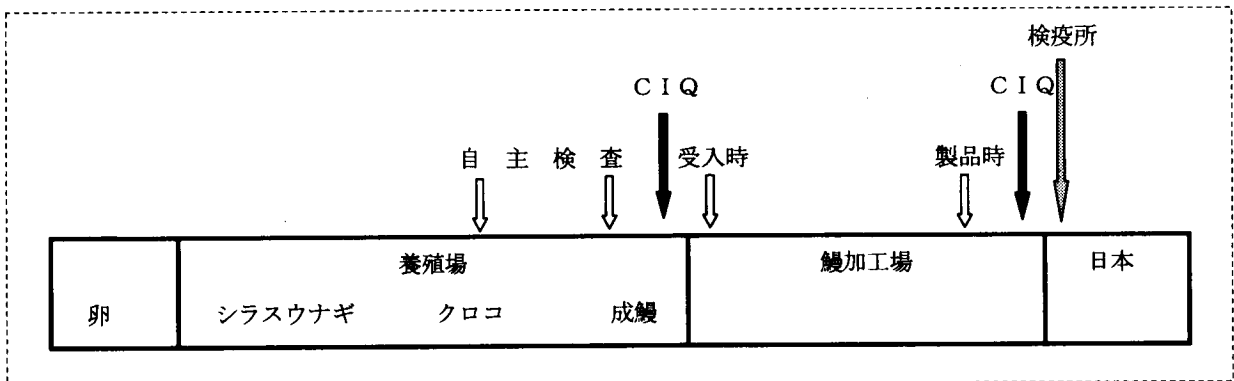 検疫所
ＣＩＱ
ＣＩＱ
自主検査
受入時
製品時
養殖場
鰻加工場
日本
卵
シラスウナギ
クロコ
成鰻